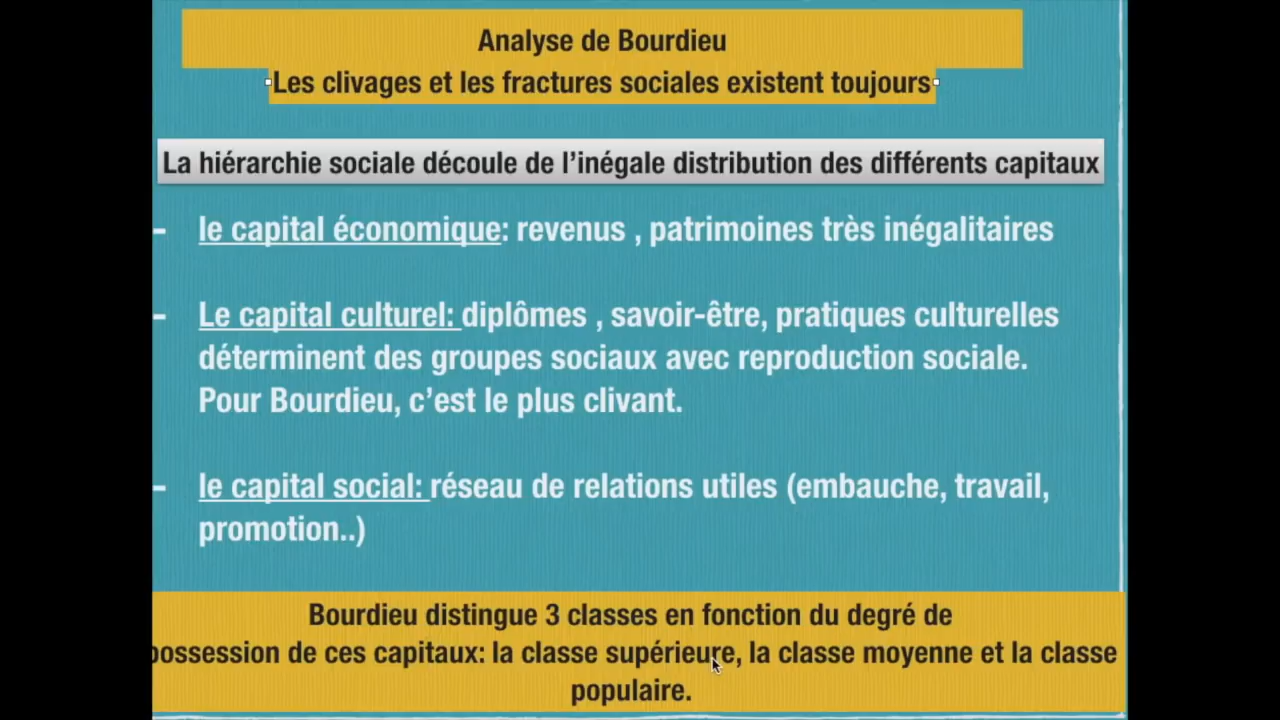 Analyse de Bourdieu
Les clivages et les fractures sociales existent toujours
La hiérarchie sociale découle de l’inégale distribution des différents capitaux
- le capital économique: revenus , patrimoines très inégalitaires
- Le capital culturel: diplômes , savoir-être, pratiques culturelles
déterminent des groupes sociaux avec reproduction sociale.
Pour Bourdieu, c’est le plus clivant.
- le capital social: réseau de relations utiles (embauche, travail,
promotion..)
Bourdieu distingue 3 classes en fonction du degré de
possession de ces capitaux: la classe supérieure, la classe moyenne et la classe
populaire.